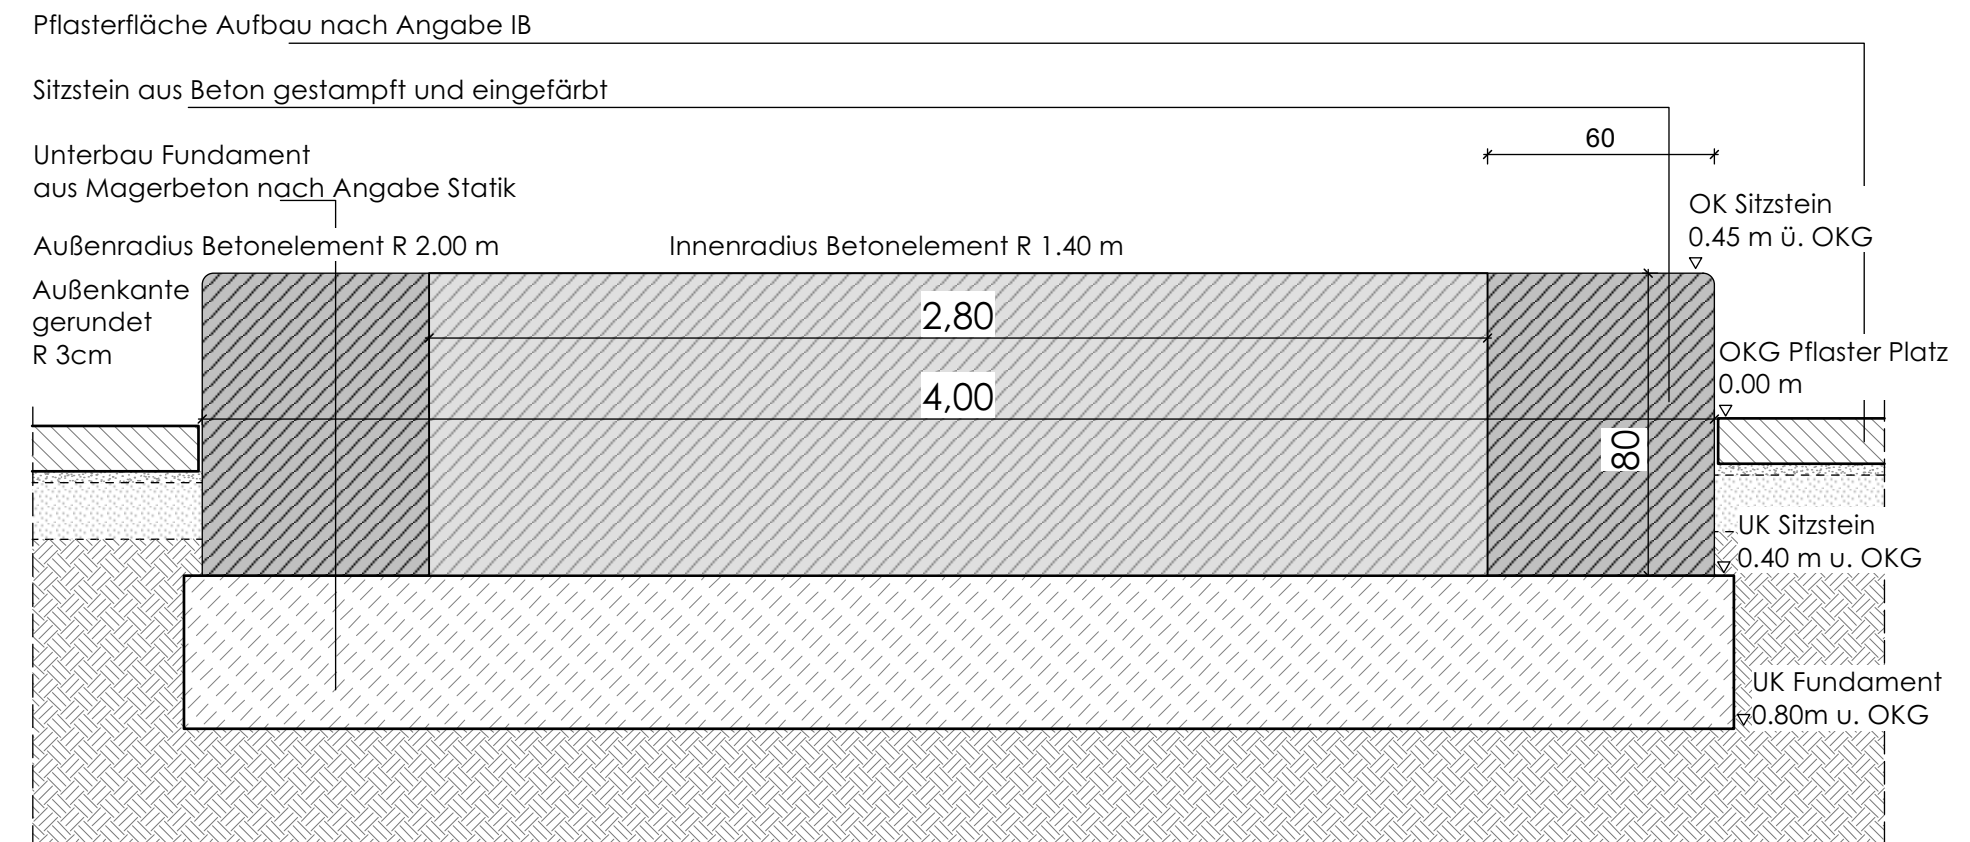 Pflasterfläche Aufbau nach Angabe IB
Sitzstein aus Beton gestampft und eingefärbt
60
Unterbau Fundament
aus Magerbeton nach Angabe Statik
OK Sitzstein
0.45 m ü. OKG
Außenradius Betonelement R 2.00 m
Innenradius Betonelement R 1.40 m
Außenkante
gerundet
R 3cm
2,80
OKG Pflaster Platz
0.00 m
4,00
80
UK Sitzstein
0.40 m u. OKG
UK Fundament
0.80m u. OKG